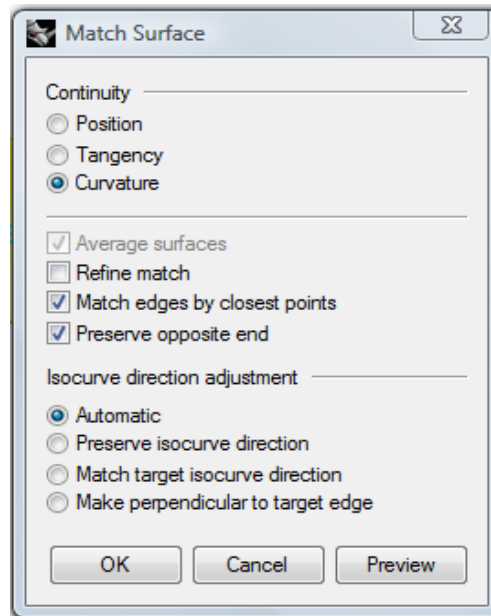 Match Surface
Continuity
Position
Tangency
Curvature
Average surfaces
Refine match
Match edges by closest points
Preserve opposite end
Isocurve direction adjustment
Automatic
Preserve isocurve direction
Match target isocurve direction
Make perpendicular to target edge
OK Cancel Preview